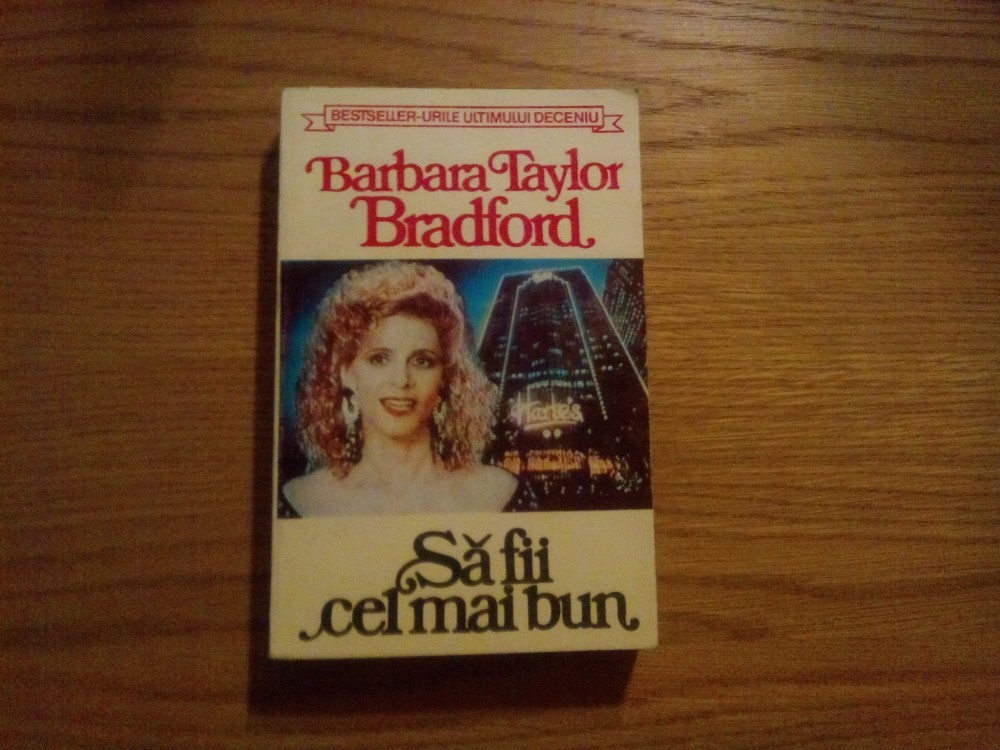 BESTSELLER-URILE ULTIMULUI DECENIU
Barbara Taylor
Bradford
Harte's
Să fii
cel mai bun